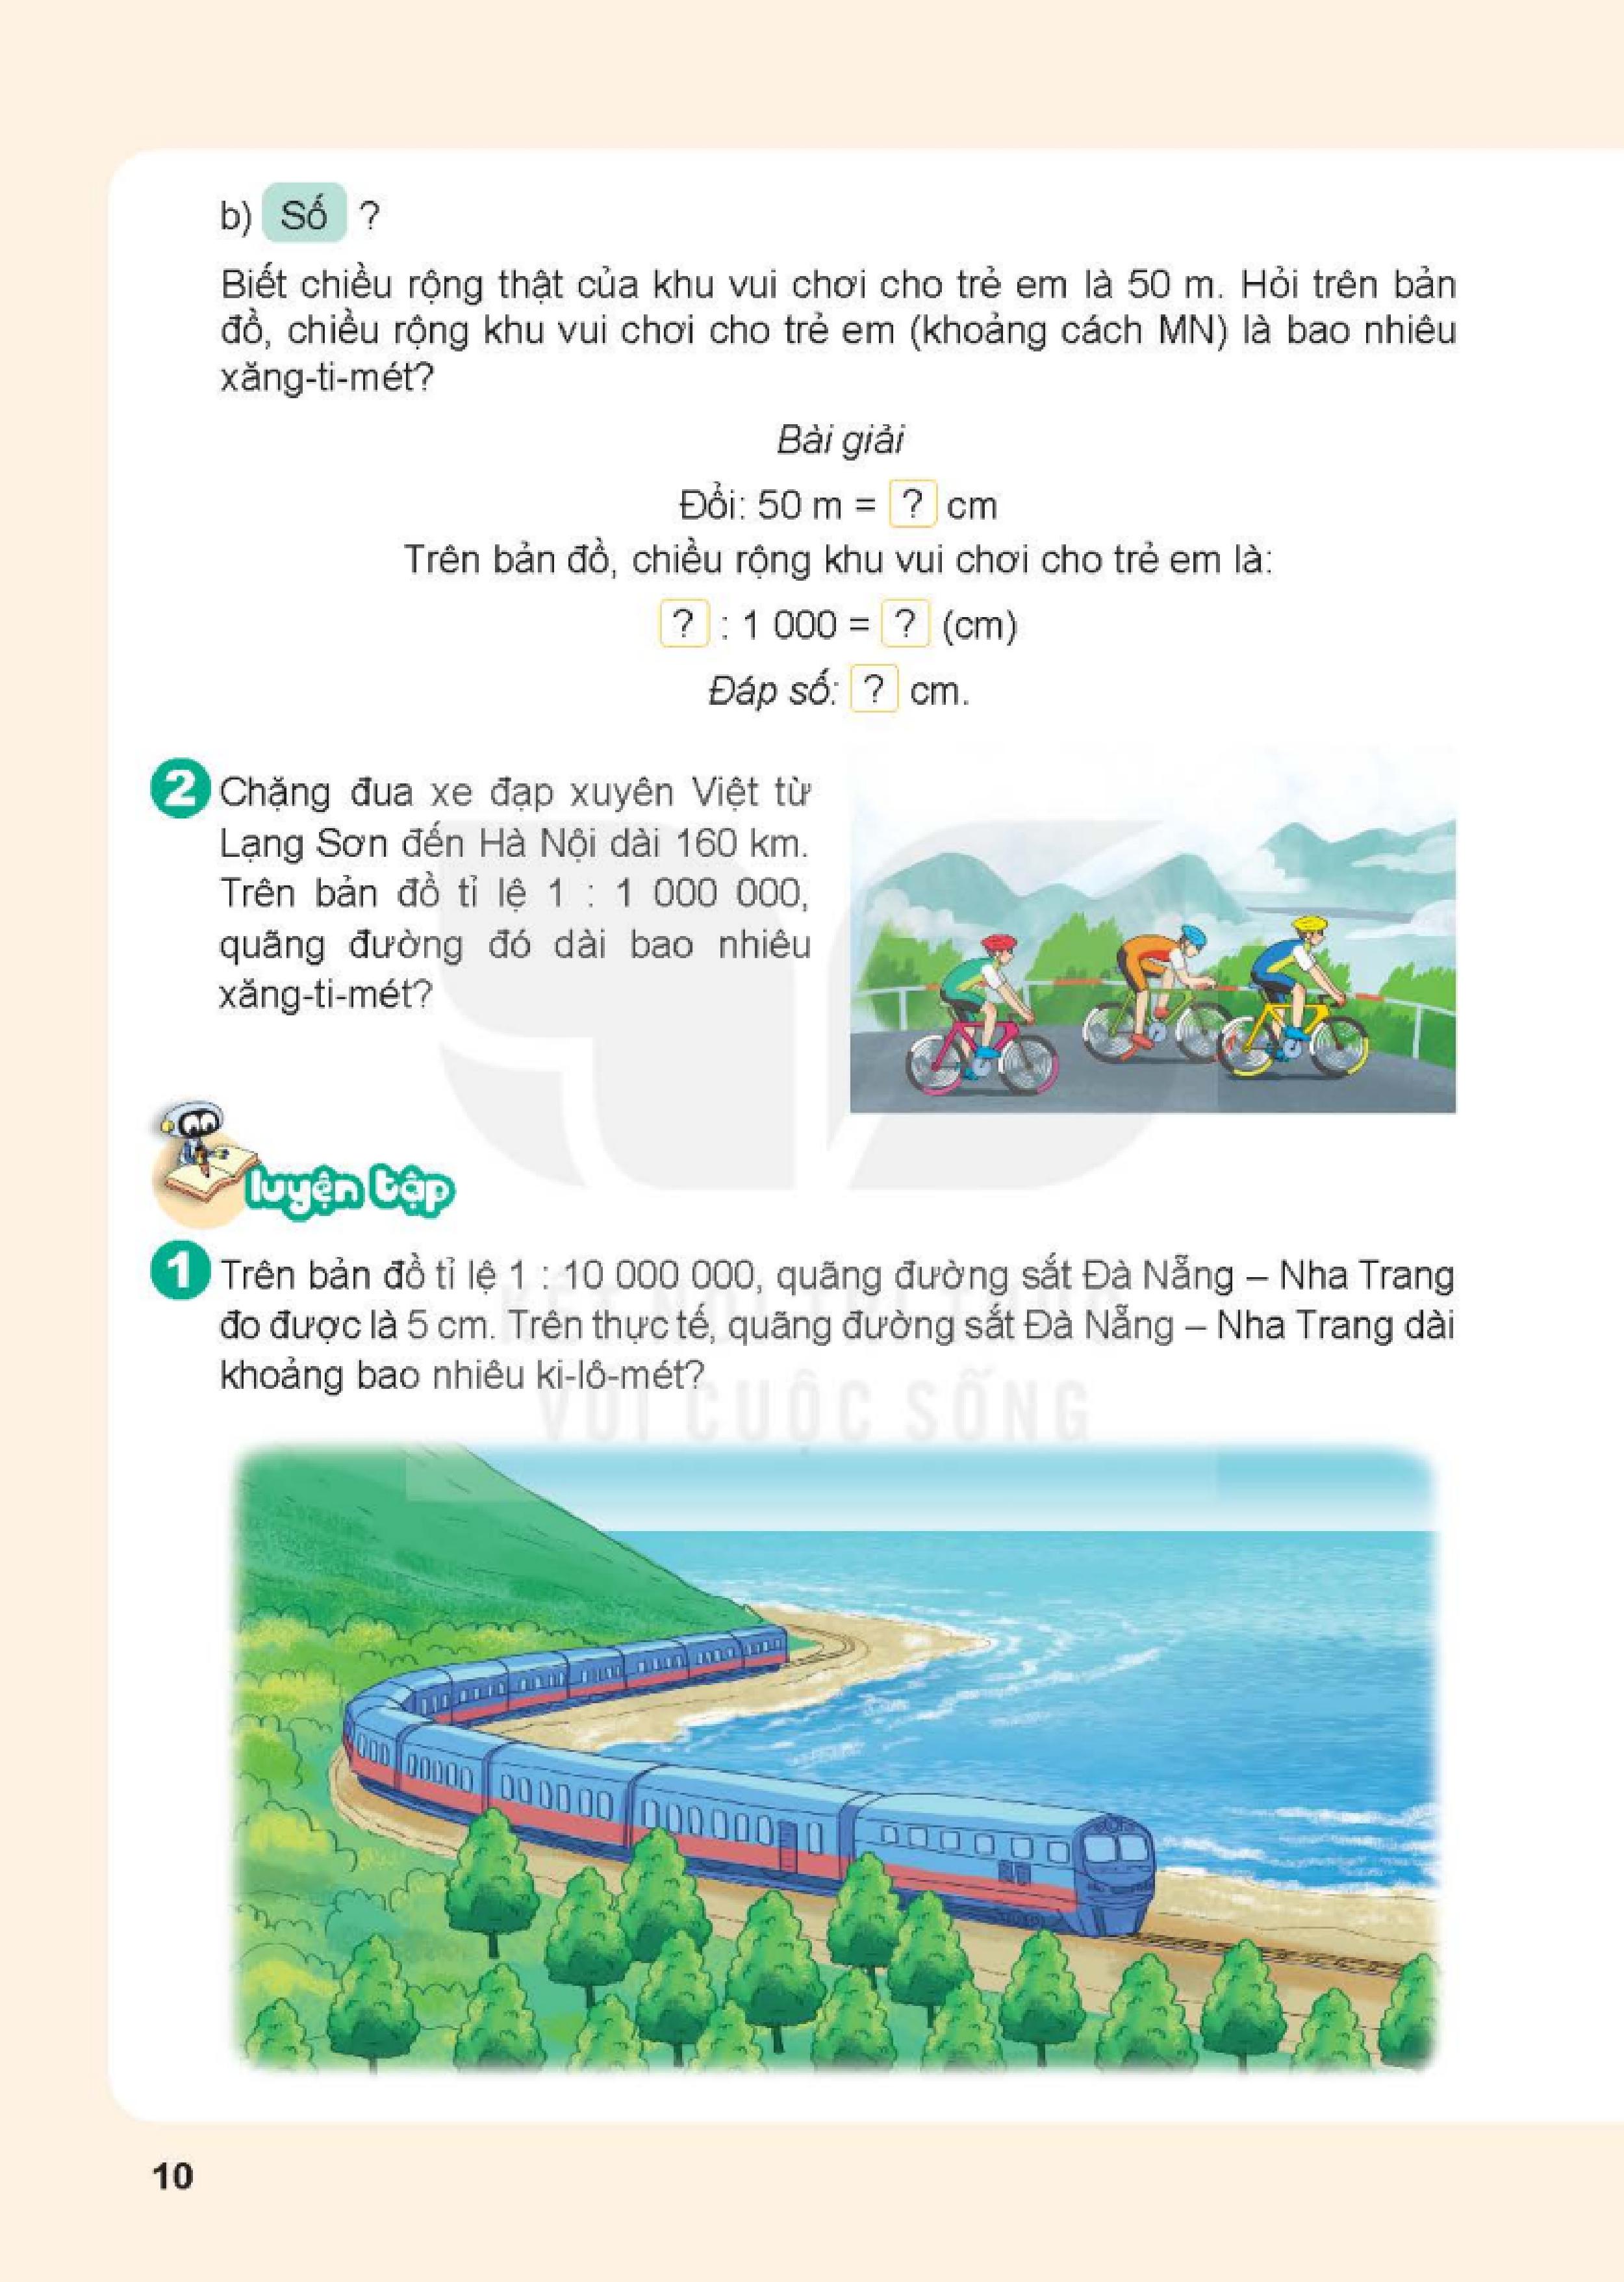 b) Số ?
Biết chiều rộng thật của khu vui chơi cho trẻ em là 50 m. Hỏi trên bản
đồ, chiều rộng khu vui chơi cho trẻ em (khoảng cách MN) là bao nhiêu
xăng-ti-mét?
Bài giải
Đổi: 50 m = ? cm
Trên bản đồ, chiều rộng khu vui chơi cho trẻ em là:
? : 1 000 = ? (cm)
Đáp số: ? cm.
2 Chặng đua xe đạp xuyên Việt từ
Lạng Sơn đến Hà Nội dài 160 km.
Trên bản đồ tỉ lệ 1 : 1 000 000,
quãng đường đó dài bao nhiêu
xăng-ti-mét?
luyện tập
1 Trên bản đồ tỉ lệ 1 : 10 000 000, quãng đường sắt Đà Nẵng – Nha Trang
đo được là 5 cm. Trên thực tế, quãng đường sắt Đà Nẵng – Nha Trang dài
khoảng bao nhiêu ki-lô-mét?
VỚI CUỘC SỐNG
10